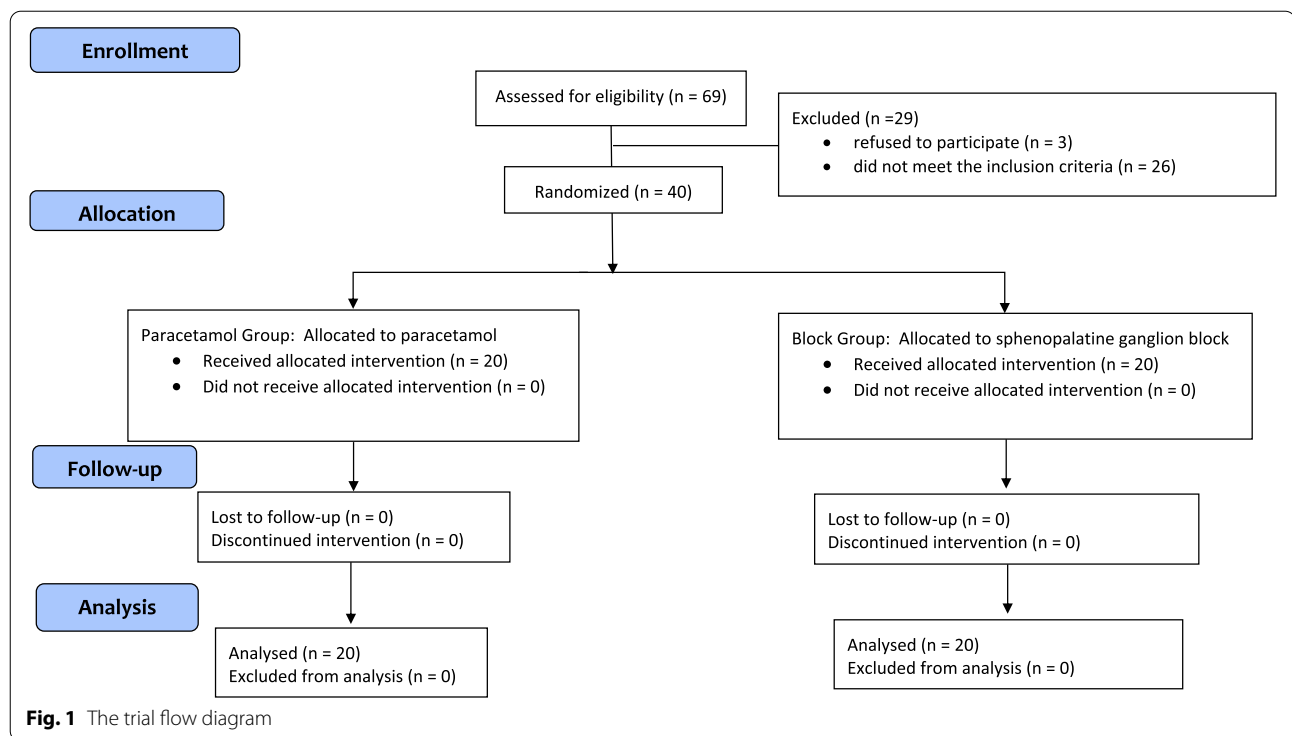 Enrollment
Assessed for eligibility (n = 69)
Excluded (n =29)
• refused to participate (n = 3)
• did not meet the inclusion criteria (n = 26)
Randomized (n = 40)
Allocation
Paracetamol Group: Allocated to paracetamol
• Received allocated intervention (n = 20)
• Did not receive allocated intervention (n = 0)
Block Group: Allocated to sphenopalatine ganglion block
• Received allocated intervention (n = 20)
• Did not receive allocated intervention (n = 0)
Follow-up
Lost to follow-up (n = 0)
Discontinued intervention (n = 0)
Lost to follow-up (n = 0)
Discontinued intervention (n = 0)
Analysis
Analysed (n = 20)
Excluded from analysis (n = 0)
Analysed (n = 20)
Excluded from analysis (n = 0)
Fig. 1 The trial flow diagram